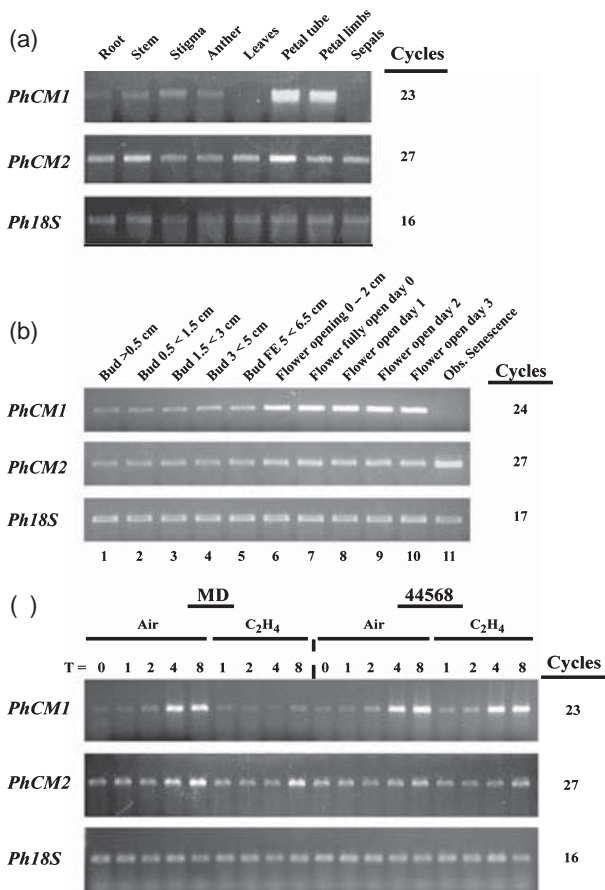 (a)
Root Stem Stigma Anther Leaves Petal tube Petal limbs Sepals
Cycles
PhCM1 23
PhCM2 27
Ph18S 16
(b)
Bud >0.5 cm
Bud 0.5 < 1.5 cm
Bud 1.5 < 3 cm
Bud 3 < 5 cm
Bud FE 5 < 6.5 cm
Flower opening 0 – 2 cm
Flower fully open day 0
Flower open day 1
Flower open day 2
Flower open day 3
Obs. Senescence
Cycles
PhCM1 24
PhCM2 27
Ph18S 17
1 2 3 4 5 6 7 8 9 10 11
( ) MD 44568
Air C2H4 Air C2H4
T = 0 1 2 4 8 1 2 4 8 0 1 2 4 8 1 2 4 8 Cycles
PhCM1 23
PhCM2 27
Ph18S 16